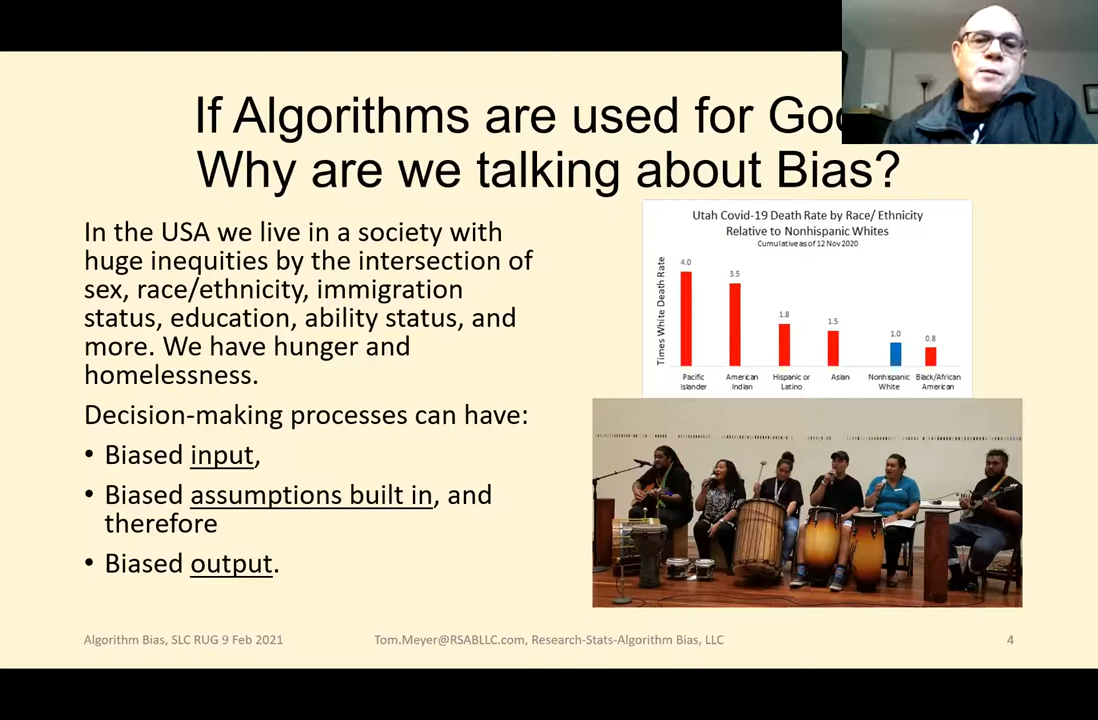 If Algorithms are used for
Why are we talking about Bias?
In the USA we live in a society with
huge inequities by the intersection of
sex, race/ethnicity, immigration
status, education, ability status, and
more. We have hunger and
homelessness.
Decision-making processes can have:
• Biased input,
• Biased assumptions built in, and
therefore
• Biased output.
Utah Covid-19 Death Rate by Race/ Ethnicity
Relative to Nonhispanic Whites
Cumulative as of 12 Nov 2020
Times White Death Rate
4.0
3.5
1.8
1.5
1.0
0.8
Pacific
Islander
American
Indian
Hispanic or
Latino
Asian
Nonhispanic
White
Black/African
American
Algorithm Bias, SLC RUG 9 Feb 2021
Tom.Meyer@RSABLLC.com, Research-Stats-Algorithm Bias, LLC
4